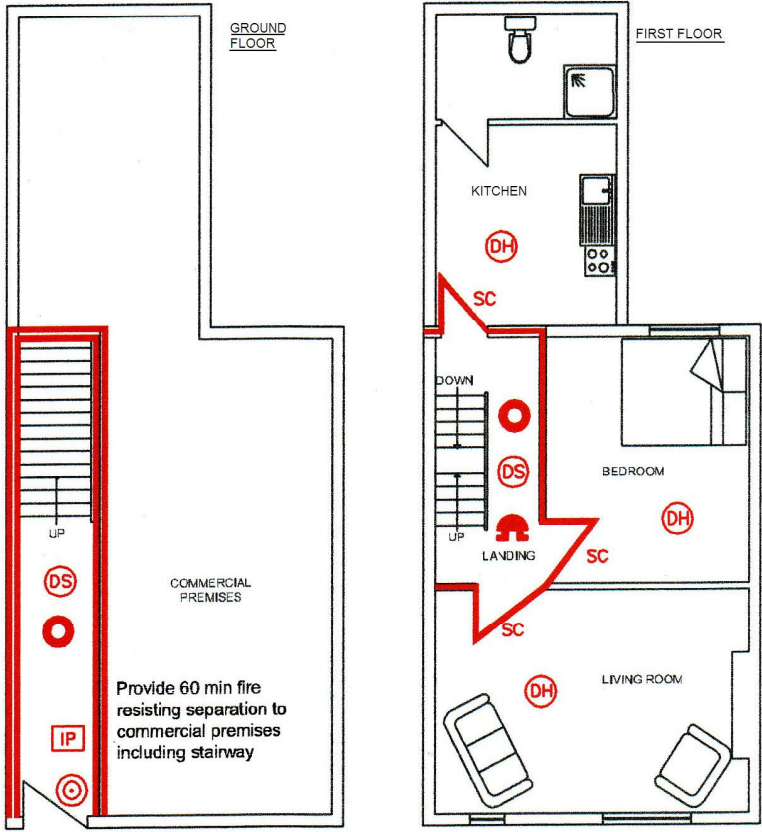 GROUND
FLOOR
UP
DS
COMMERCIAL
PREMISES
Provide 60 min fire
resisting separation to
commercial premises
including stairway
IP
FIRST FLOOR
KITCHEN
DH
SC
DOWN
DS
BEDROOM
DH
UP
LANDING
SC
SC
DH
LIVING ROOM